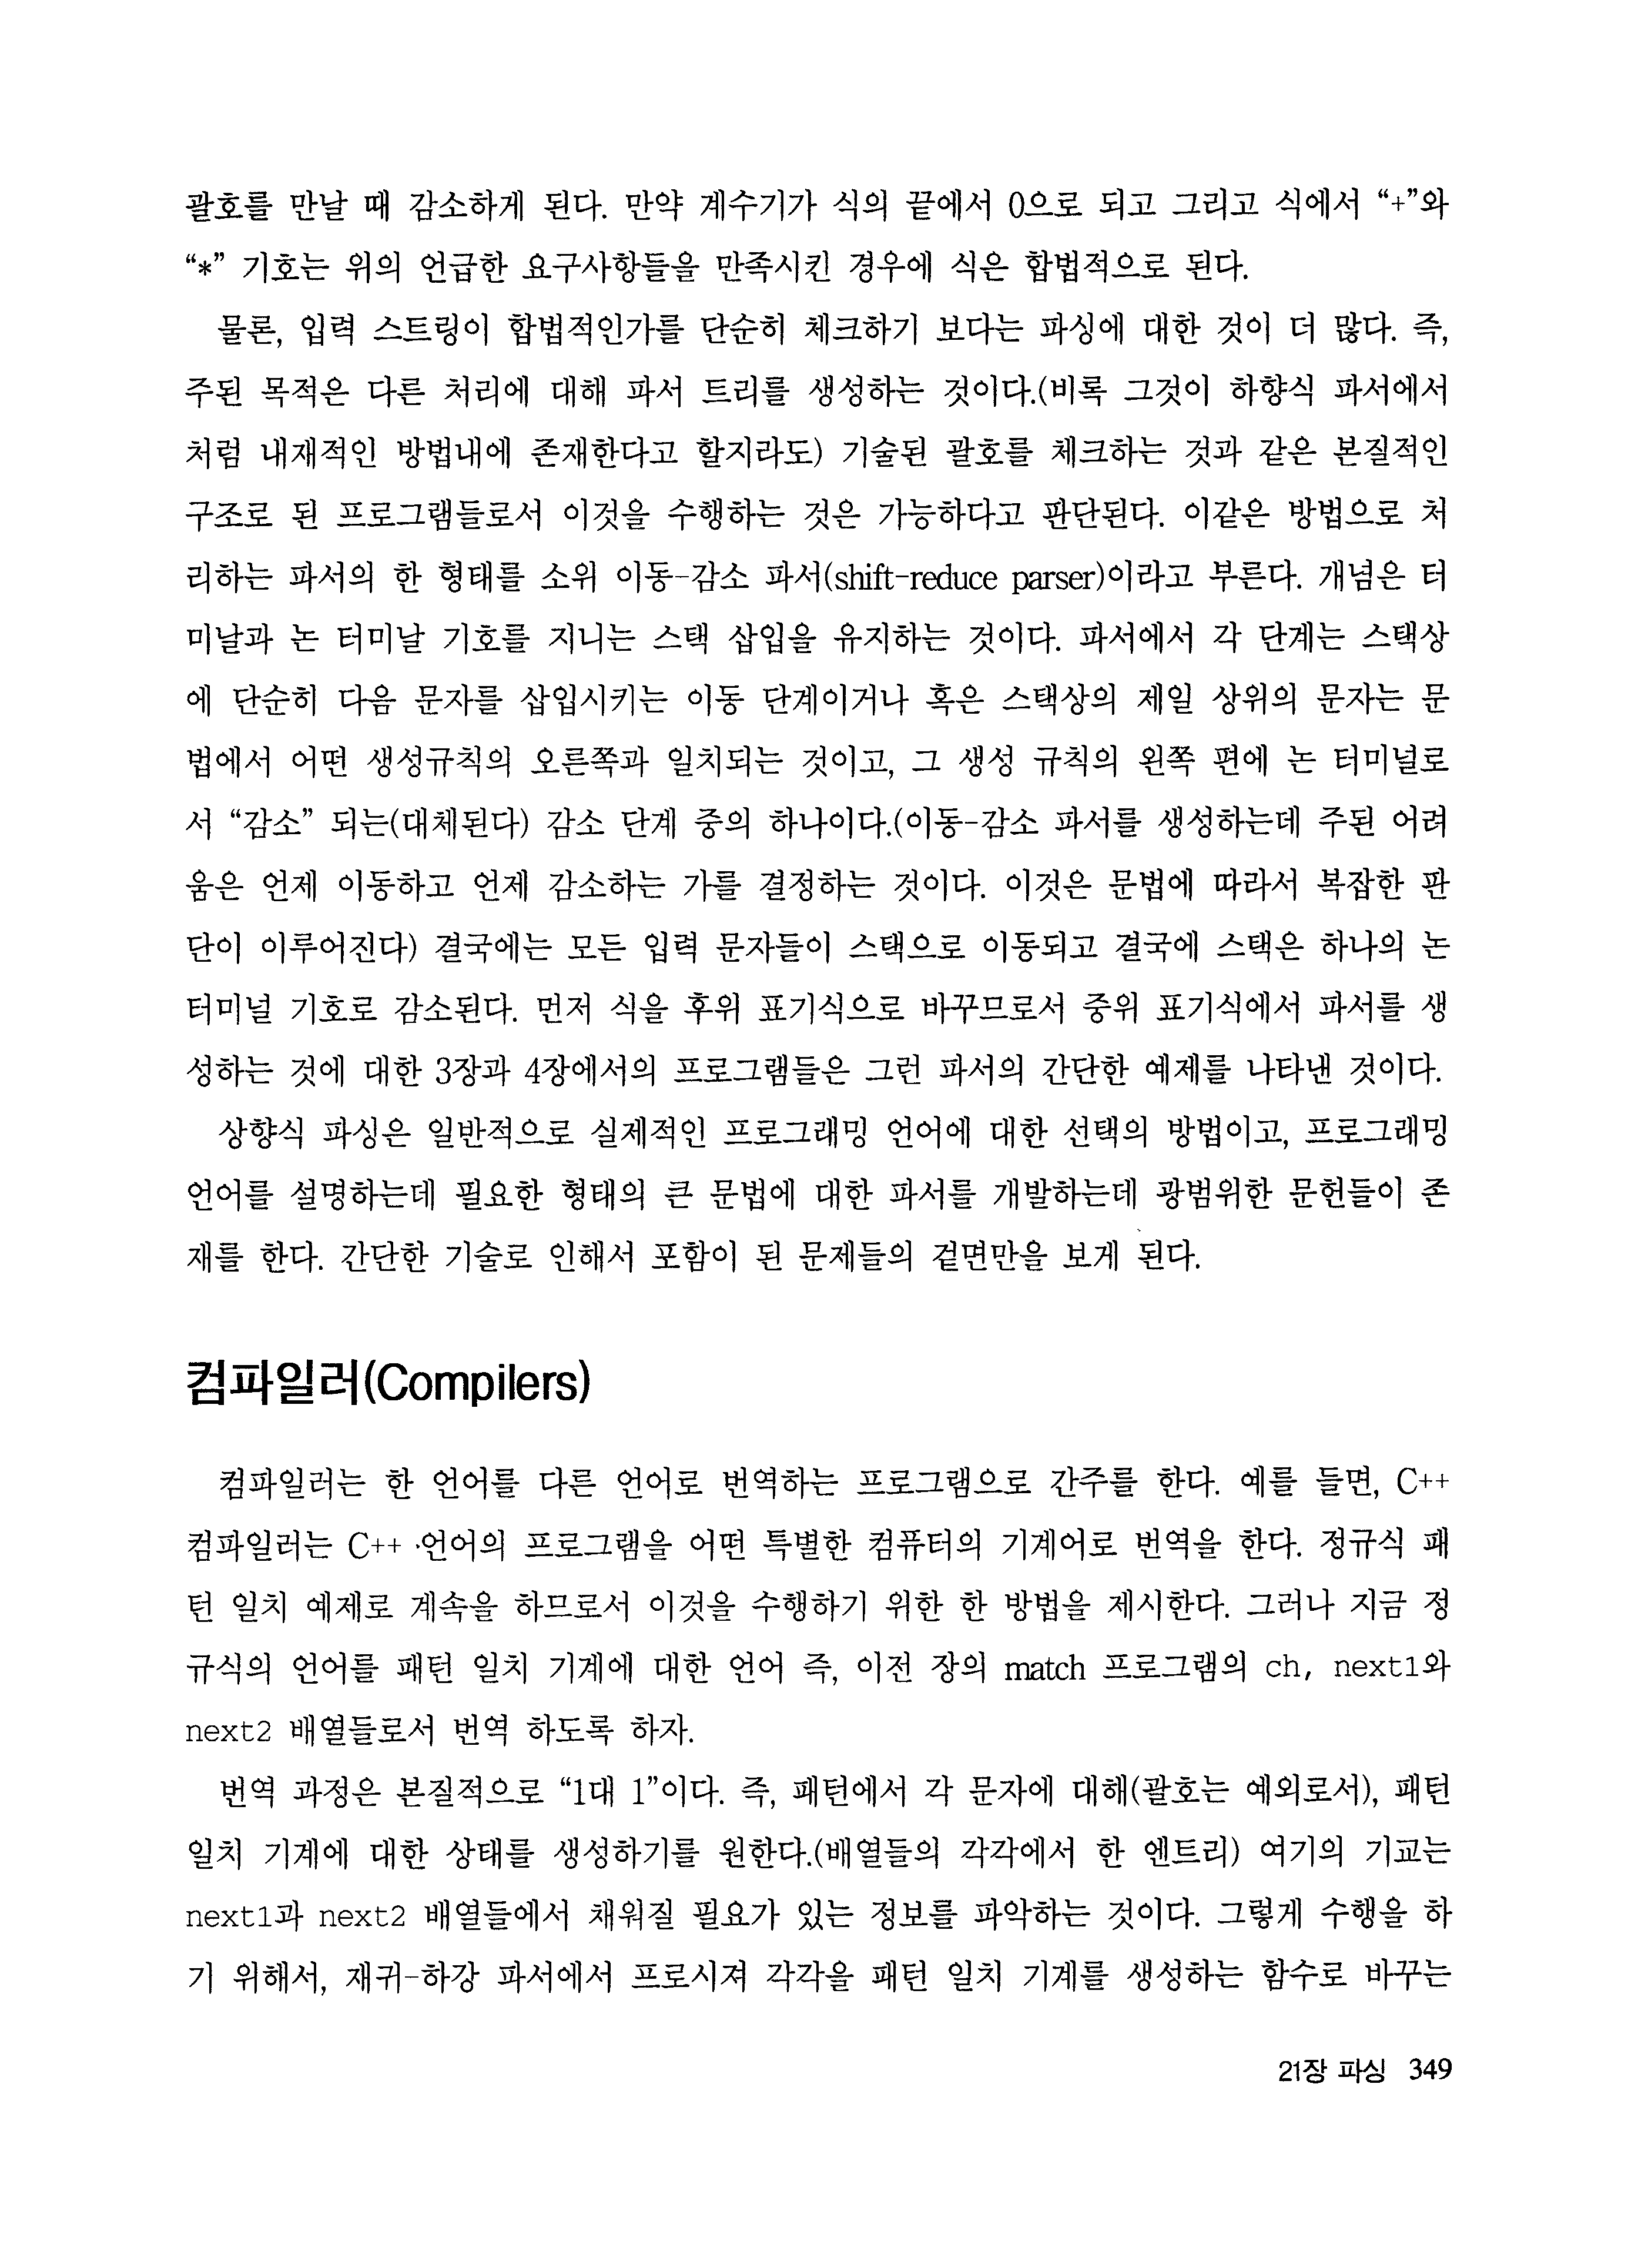 괄호를 만날 때 감소하게 된다. 만약 계수기가 식의 끝에서 0으로 되고 그리고 식에서 “+”와
“*” 기호는 위의 언급한 요구사항들을 만족시킨 경우에 식은 합법적으로 된다.
물론, 입력 스트링이 합법적인가를 단순히 체크하기 보다는 파싱에 대한 것이 더 많다. 즉,
주된 목적은 다른 처리에 대해 파서 트리를 생성하는 것이다.(비록 그것이 하향식 파서에서
처럼 내재적인 방법내에 존재한다고 할지라도) 기술된 괄호를 체크하는 것과 같은 본질적인
구조로 된 프로그램들로서 이것을 수행하는 것은 가능하다고 판단된다. 이같은 방법으로 처
리하는 파서의 한 형태를 소위 이동-감소 파서(shift-reduce parser)이라고 부른다. 개념은 터
미날과 논 터미날 기호를 지니는 스택 삽입을 유지하는 것이다. 파서에서 각 단계는 스택상
에 단순히 다음 문자를 삽입시키는 이동 단계이거나 혹은 스택상의 제일 상위의 문자는 문
법에서 어떤 생성규칙의 오른쪽과 일치되는 것이고, 그 생성 규칙의 왼쪽 편에 논 터미널로
서 “감소” 되는(대체된다) 감소 단계 중의 하나이다.(이동-감소 파서를 생성하는데 주된 어려
움은 언제 이동하고 언제 감소하는 가를 결정하는 것이다. 이것은 문법에 따라서 복잡한 판
단이 이루어진다) 결국에는 모든 입력 문자들이 스택으로 이동되고 결국에 스택은 하나의 논
터미널 기호로 감소된다. 먼저 식을 후위 표기식으로 바꾸므로서 중위 표기식에서 파서를 생
성하는 것에 대한 3장과 4장에서의 프로그램들은 그런 파서의 간단한 예제를 나타낸 것이다.
상향식 파싱은 일반적으로 실제적인 프로그래밍 언어에 대한 선택의 방법이고, 프로그래밍
언어를 설명하는데 필요한 형태의 큰 문법에 대한 파서를 개발하는데 광범위한 문헌들이 존
재를 한다. 간단한 기술로 인해서 포함이 된 문제들의 겉면만을 보게 된다.
컴파일러(Compilers)
컴파일러는 한 언어를 다른 언어로 번역하는 프로그램으로 간주를 한다. 예를 들면, C++
컴파일러는 C++ 언어의 프로그램을 어떤 특별한 컴퓨터의 기계어로 번역을 한다. 정규식 패
턴 일치 예제로 계속을 하므로서 이것을 수행하기 위한 한 방법을 제시한다. 그러나 지금 정
규식의 언어를 패턴 일치 기계에 대한 언어 즉, 이전 장의 match 프로그램의 ch, next1와
next2 배열들로서 번역 하도록 하자.
번역 과정은 본질적으로 “1대 1”이다. 즉, 패턴에서 각 문자에 대해(괄호는 예외로서), 패턴
일치 기계에 대한 상태를 생성하기를 원한다.(배열들의 각각에서 한 엔트리) 여기의 기교는
next1과 next2 배열들에서 채워질 필요가 있는 정보를 파악하는 것이다. 그렇게 수행을 하
기 위해서, 재귀-하강 파서에서 프로시져 각각을 패턴 일치 기계를 생성하는 함수로 바꾸는
21장 파싱 349